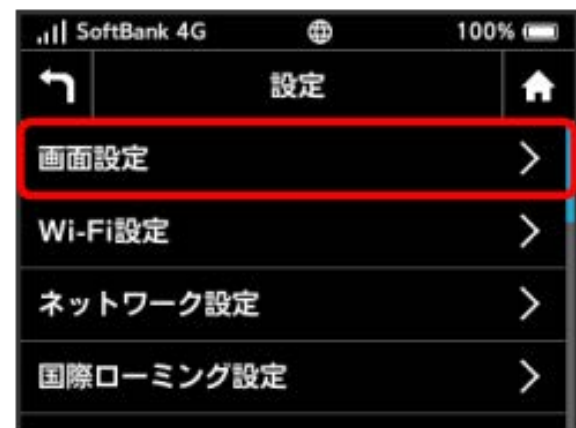 SoftBank 4G 100%
設定
画面設定
Wi-Fi設定
ネットワーク設定
国際ローミング設定